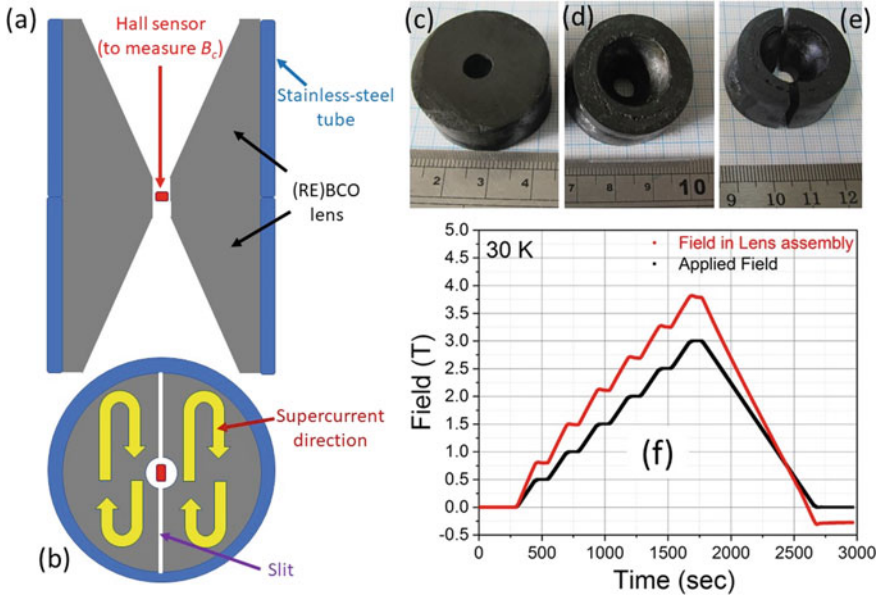 (a)
Hall sensor
(to measure Bc)
Stainless-steel
tube
(RE)BCO
lens
Supercurrent
direction
(b)
Slit
(c)
(d)
(e)
2 3 4
7 8 9 10
9 10 11 12
30 K
Field in Lens assembly
Applied Field
5.0
4.5
4.0
3.5
3.0
2.5
2.0
1.5
1.0
0.5
0.0
-0.5
Field (T)
(f)
0 500 1000 1500 2000 2500 3000
Time (sec)